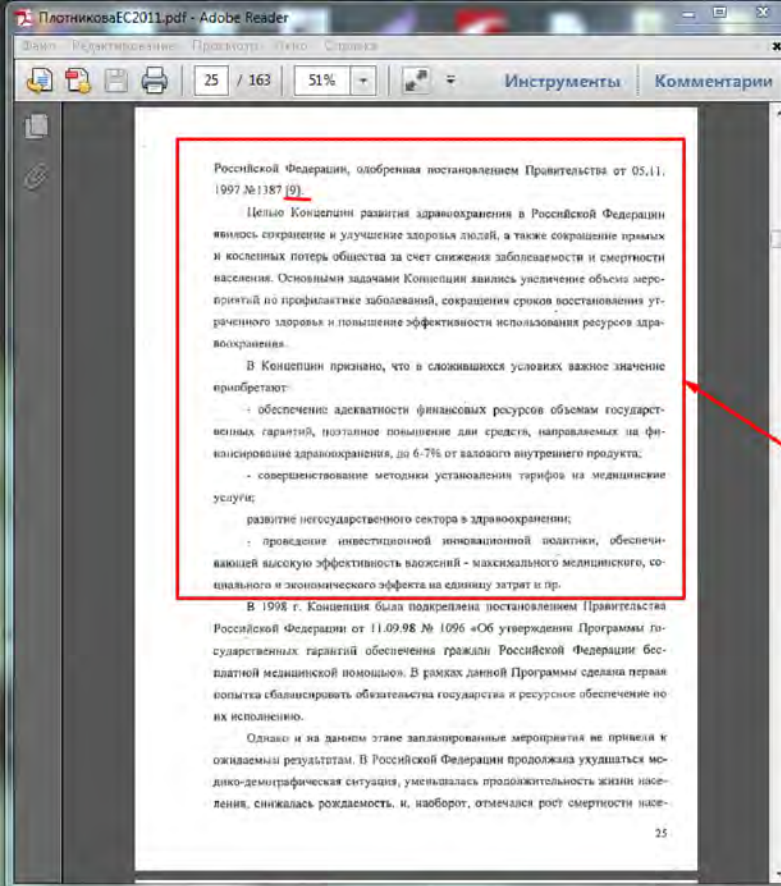 ПлотниковаЕС2011.pdf - Adobe Reader
Файл Редактирование Просмотр Окно Справка
25 / 163 51% Инструменты Комментарии
Российской Федерации, одобренная постановлением Правительства от 05.11.
1997 №1387 [9].
Целью Концепции развития здравоохранения в Российской Федерации
явилось сохранение и улучшение здоровья людей, а также сокращение прямых
и косвенных потерь общества за счет снижения заболеваемости и смертности
населения. Основными задачами Концепции явились увеличение объема меро-
приятий по профилактике заболеваний, сокращения сроков восстановления ут-
раченного здоровья и повышение эффективности использования ресурсов здра-
воохранения.
В Концепции признано, что в сложившихся условиях важное значение
приобретают
- обеспечение адекватности финансовых ресурсов объемам государст-
венных гарантий, поэтапное повышение дли средств, направляемых на фи-
нансирование здравоохранения, до 6-7% от валового внутреннего продукта;
- совершенствование методики установления тарифов на медицинские
услуги;
развитие негосударственного сектора в здравоохранении;
- проведение инвестиционной инновационной политики, обеспечи-
вающей высокую эффективность вложений - максимального медицинского, со-
циального и экономического эффекта на единицу затрат и пр.
В 1998 г. Концепция была подкреплена постановлением Правительства
Российской Федерации от 11.09.98 № 1096 «Об утверждении Программы го-
сударственных гарантий обеспечения граждан Российской Федерации бес-
платной медицинской помощью». В рамках данной Программы сделана первая
попытка сбалансировать обязательства государства и ресурсное обеспечение по
их исполнению.
Однако и на данном этапе запланированные мероприятия не привели к
ожидаемым результатам. В Российской Федерации продолжала ухудшаться ме-
дико-демографическая ситуация, уменьшалась продолжительность жизни насе-
ления, снижалась рождаемость, и, наоборот, отмечался рост смертности насе-
25